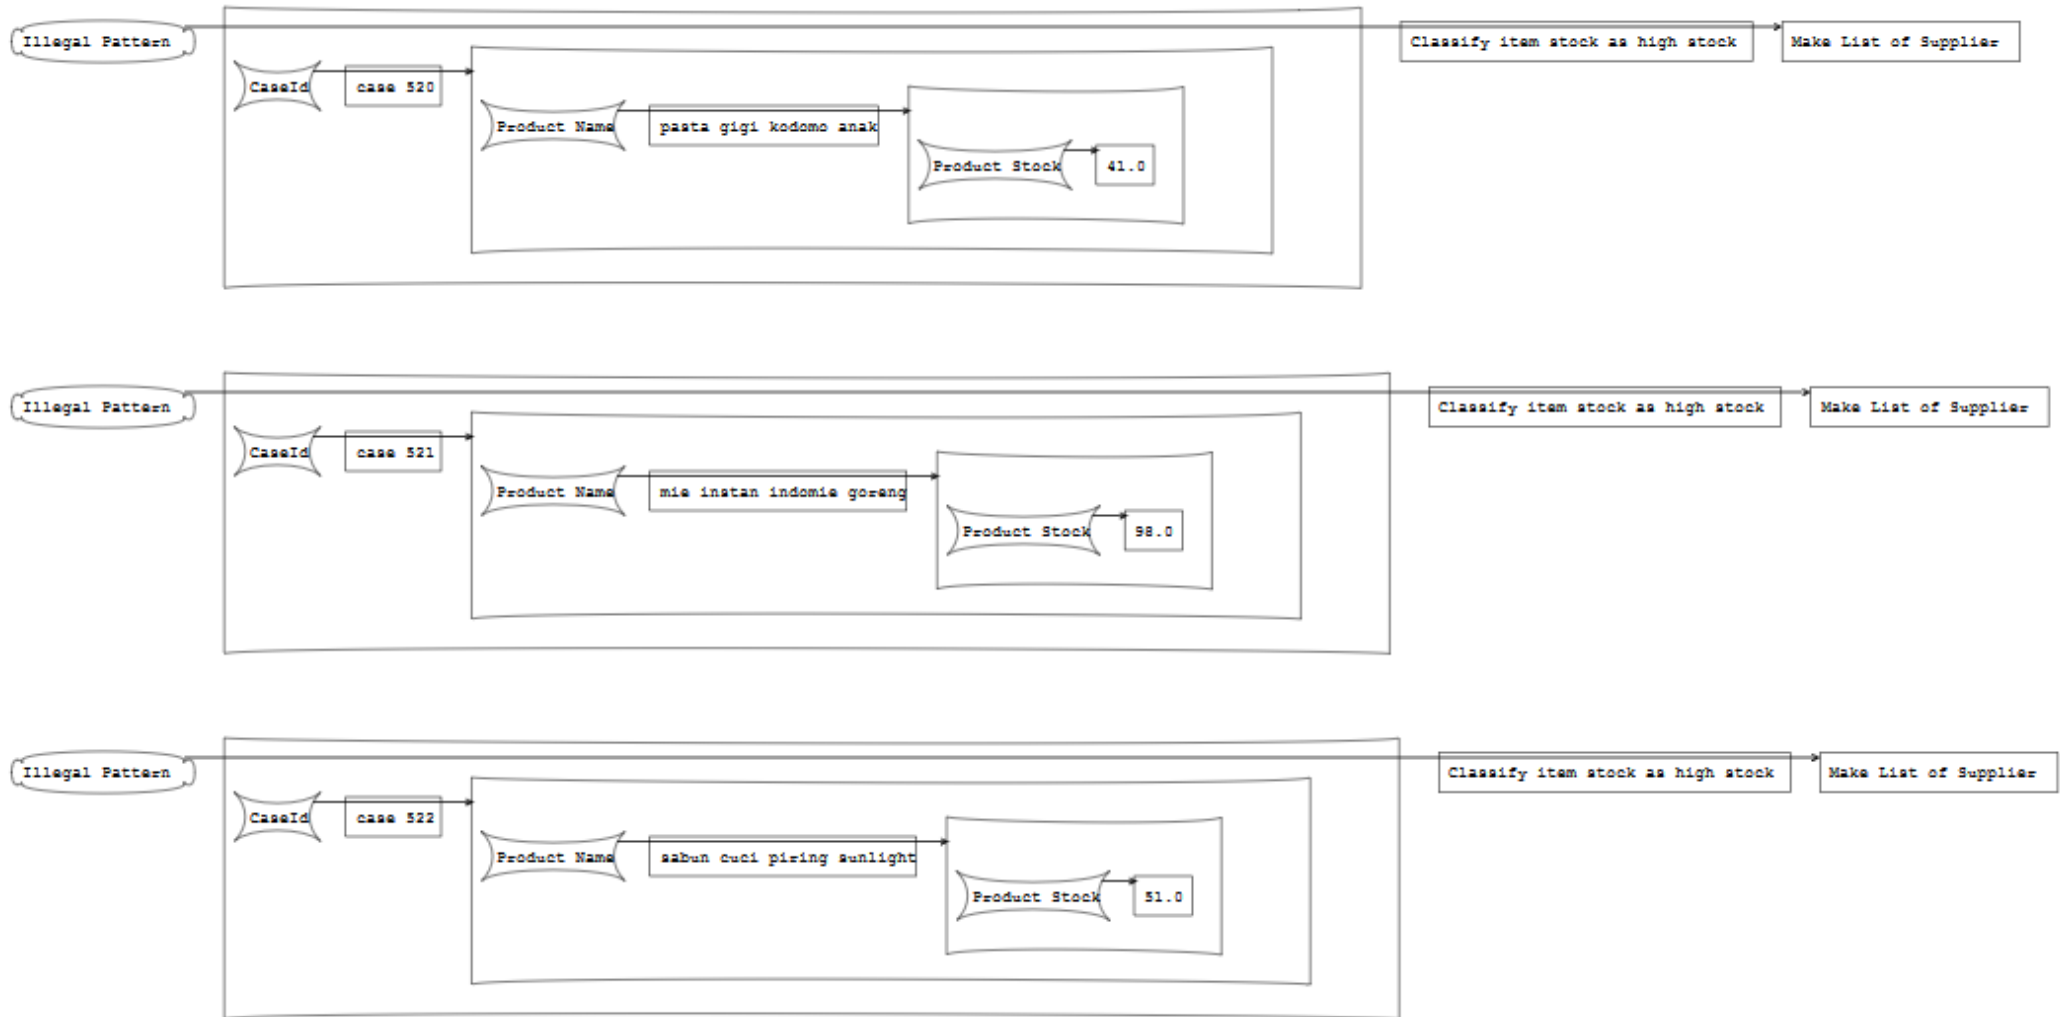 Illegal Pattern
Classify item stock as high stock
Make List of Supplier
CaseId
case 520
Product Name
pasta gigi kodomo anak
Product Stock
41.0
Illegal Pattern
Classify item stock as high stock
Make List of Supplier
CaseId
case 521
Product Name
mie instan indomie goreng
Product Stock
98.0
Illegal Pattern
Classify item stock as high stock
Make List of Supplier
CaseId
case 522
Product Name
sabun cuci piring sunlight
Product Stock
51.0